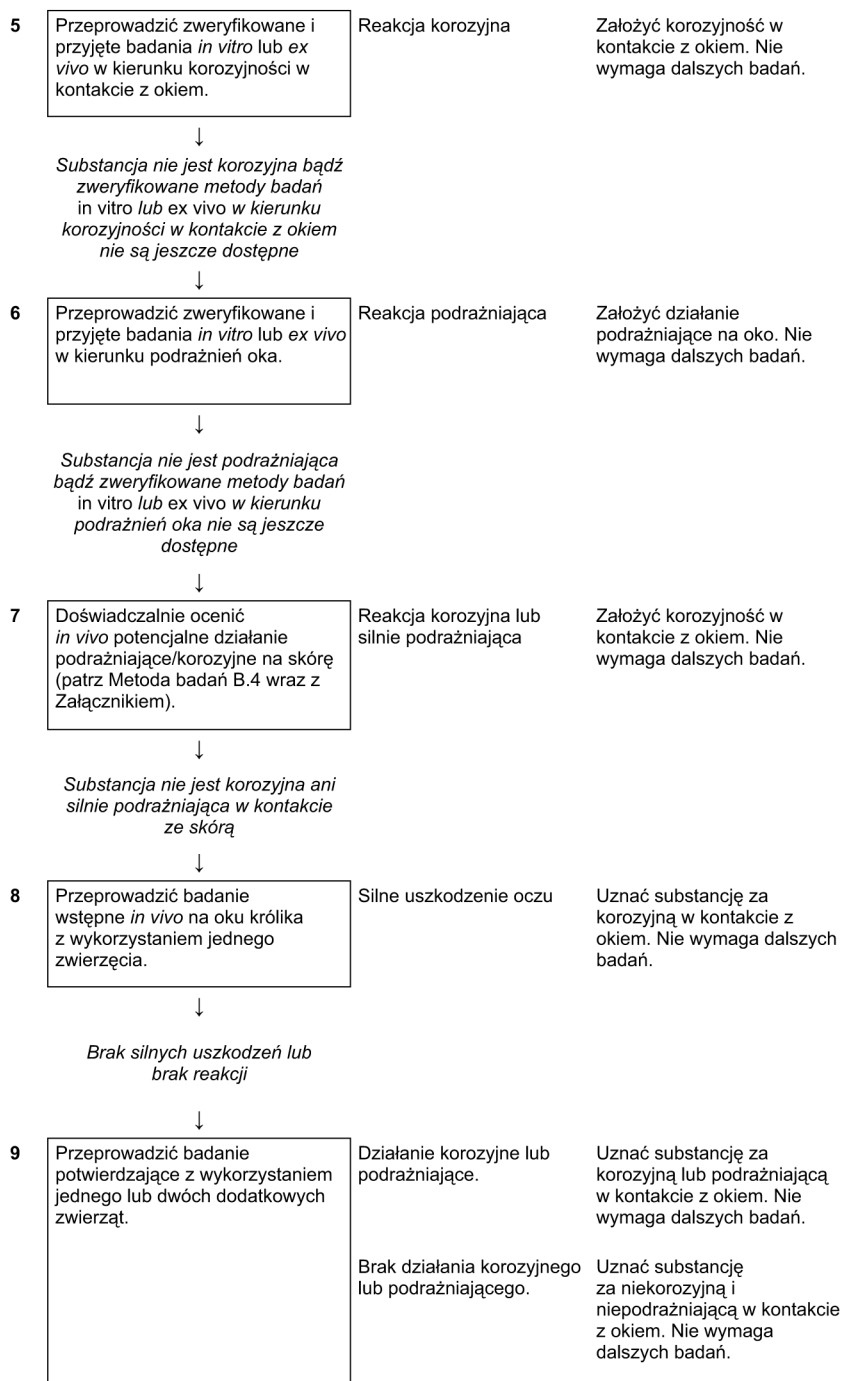 5
Przeprowadzić zweryfikowane i
przyjęte badania in vitro lub ex
vivo w kierunku korozyjności w
kontakcie z okiem.
Reakcja korozyjna
Założyć korozyjność w
kontakcie z okiem. Nie
wymaga dalszych badań.
↓
Substancja nie jest korozyjna bądź
zweryfikowane metody badań
in vitro lub ex vivo w kierunku
korozyjności w kontakcie z okiem
nie są jeszcze dostępne
↓
6
Przeprowadzić zweryfikowane i
przyjęte badania in vitro lub ex vivo
w kierunku podrażnień oka.
Reakcja podrażniająca
Założyć działanie
podrażniające na oko. Nie
wymaga dalszych badań.
↓
Substancja nie jest podrażniająca
bądź zweryfikowane metody badań
in vitro lub ex vivo w kierunku
podrażnień oka nie są jeszcze
dostępne
↓
7
Doświadczalnie ocenić
in vivo potencjalne działanie
podrażniające/korozyjne na skórę
(patrz Metoda badań B.4 wraz z
Załącznikiem).
Reakcja korozyjna lub
silnie podrażniająca
Założyć korozyjność w
kontakcie z okiem. Nie
wymaga dalszych badań.
↓
Substancja nie jest korozyjna ani
silnie podrażniająca w kontakcie
ze skórą
↓
8
Przeprowadzić badanie
wstępne in vivo na oku królika
z wykorzystaniem jednego
zwierzęcia.
Silne uszkodzenie oczu
Uznać substancję za
korozyjną w kontakcie z
okiem. Nie wymaga dalszych
badań.
↓
Brak silnych uszkodzeń lub
brak reakcji
↓
9
Przeprowadzić badanie
potwierdzające z wykorzystaniem
jednego lub dwóch dodatkowych
zwierząt.
Działanie korozyjne lub
podrażniające.
Uznać substancję za
korozyjną lub podrażniającą
w kontakcie z okiem. Nie
wymaga dalszych badań.
Brak działania korozyjnego
lub podrażniającego.
Uznać substancję
za niekorozyjną i
niepodrażniającą w kontakcie
z okiem. Nie wymaga
dalszych badań.